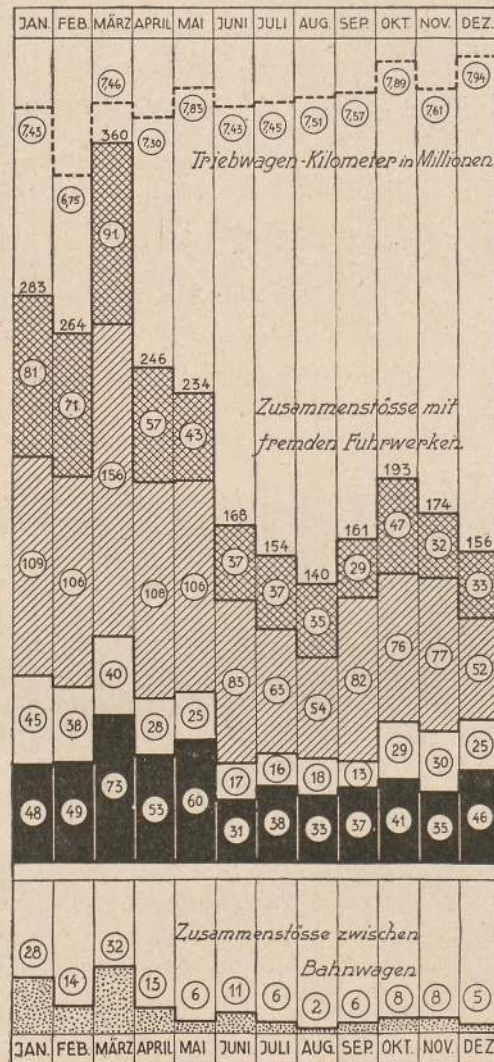 JAN. FEB. MÄRZ APRIL MAI JUNI JULI AUG. SEP. OKT. NOV. DEZ.
7,43 6,75 7,46 7,30 7,83 7,43 7,45 7,51 7,57 7,89 7,61 7,94
Triebwagen-Kilometer in Millionen
283 264 360 246 234 168 154 140 161 193 174 156
Zusammenstösse mit
fremden Fuhrwerken.
81 71 91 57 43 37 37 35 29 47 32 33
109 106 156 108 106 83 63 54 82 76 77 52
45 38 40 28 25 17 16 18 13 29 30 25
48 49 73 53 60 31 38 33 37 41 35 46
Zusammenstösse zwischen
Bahnwagen
28 14 32 13 6 11 6 2 6 8 8 5
JAN. FEB. MÄRZ APRIL MAI JUNI JULI AUG. SEP. OKT. NOV. DEZ.